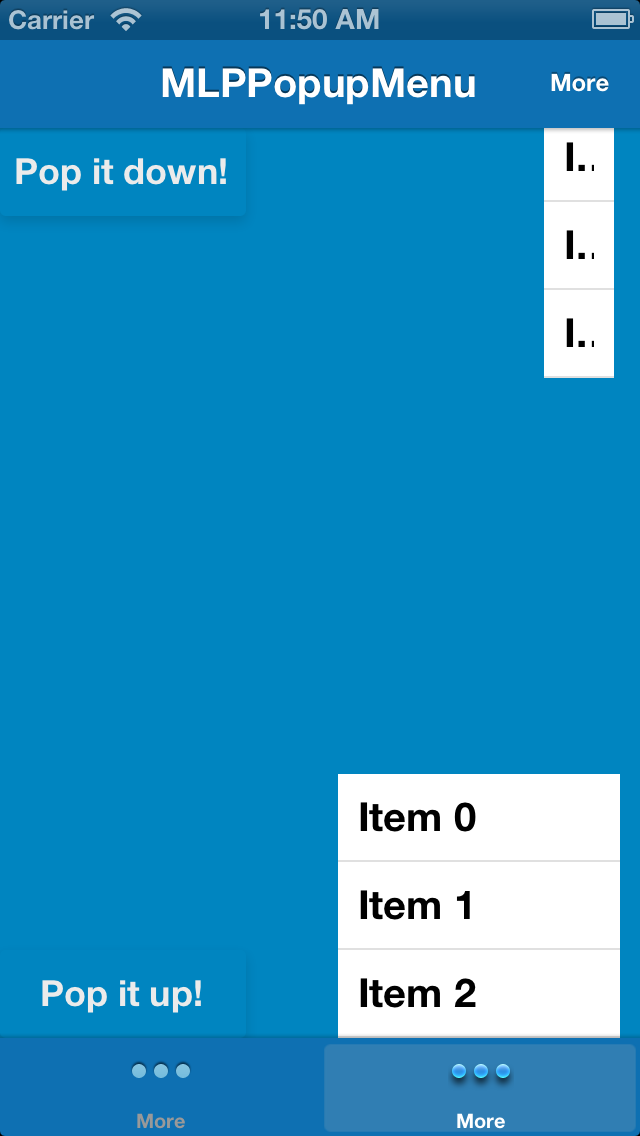 Carrier 11:50 AM
MLPPopupMenu More
Pop it down!
I..
I..
I..
Item 0
Item 1
Item 2
Pop it up!
More More